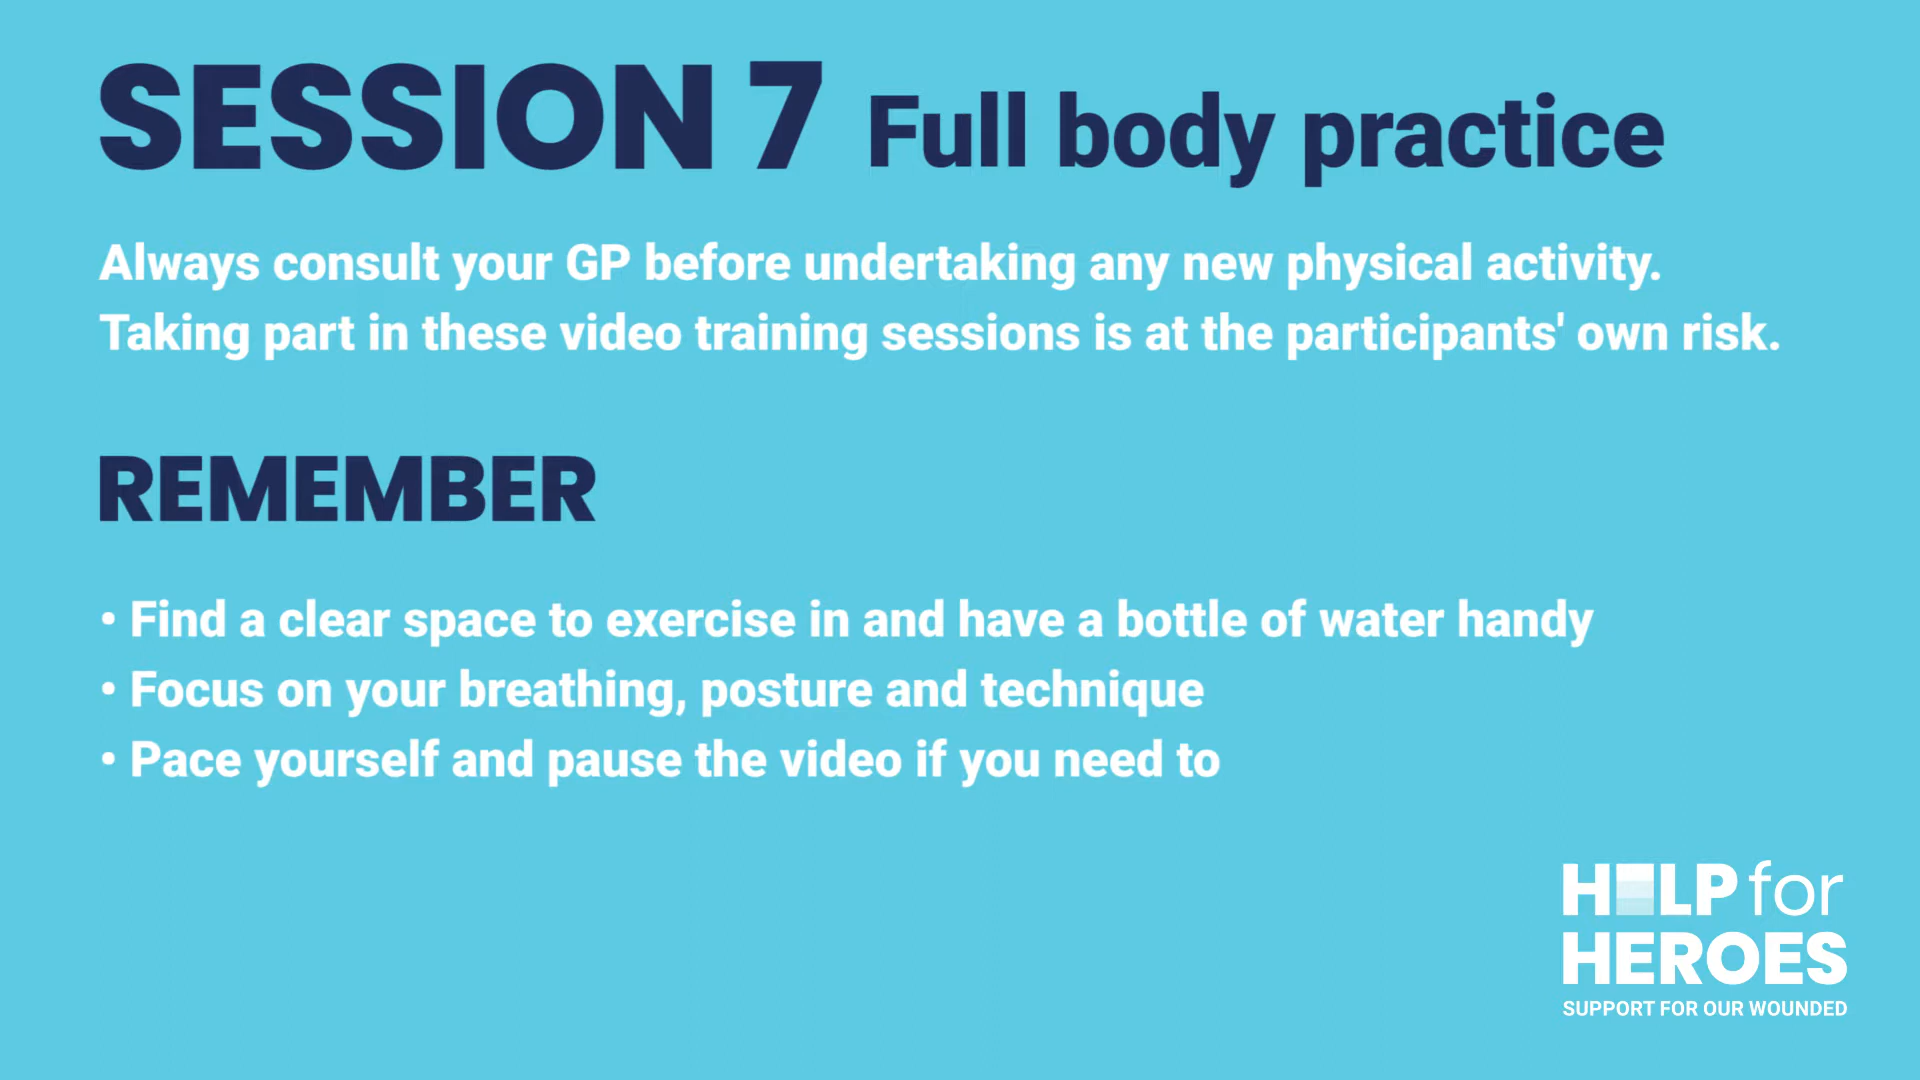 SESSION 7 Full body practice
Always consult your GP before undertaking any new physical activity.
Taking part in these video training sessions is at the participants' own risk.
REMEMBER
• Find a clear space to exercise in and have a bottle of water handy
• Focus on your breathing, posture and technique
• Pace yourself and pause the video if you need to
HELP for
HEROES
SUPPORT FOR OUR WOUNDED